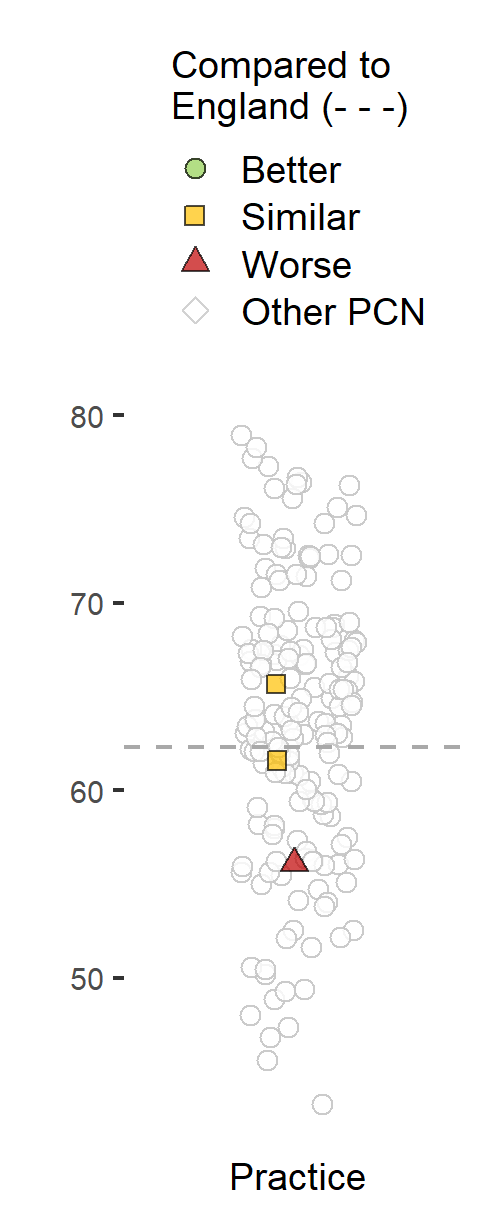 Compared to
England (- - -)
Better
Similar
Worse
Other PCN
80
70
60
50
Practice